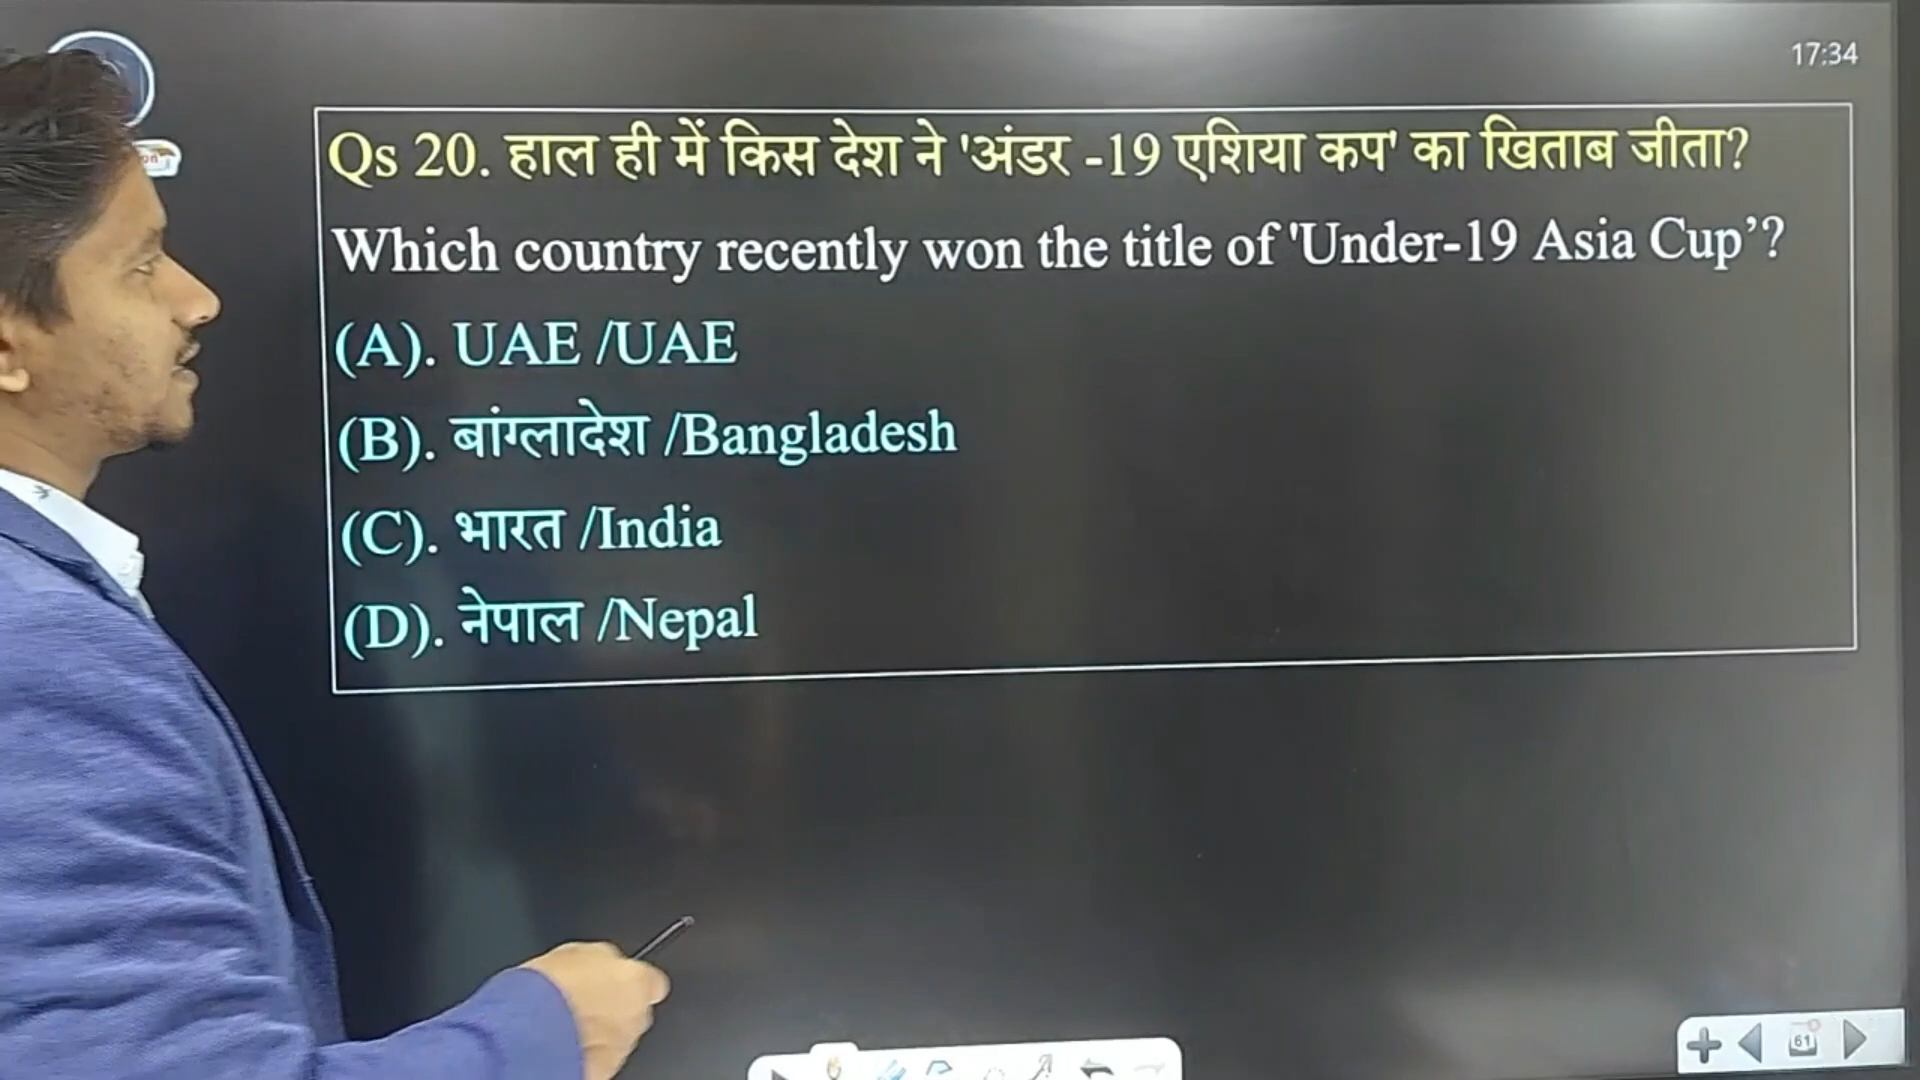 17:34
Qs 20. हाल ही में किस देश ने 'अंडर -19 एशिया कप' का खिताब जीता?
Which country recently won the title of 'Under-19 Asia Cup’?
(A). UAE /UAE
(B). बांग्लादेश /Bangladesh
(C). भारत /India
(D). नेपाल /Nepal
61